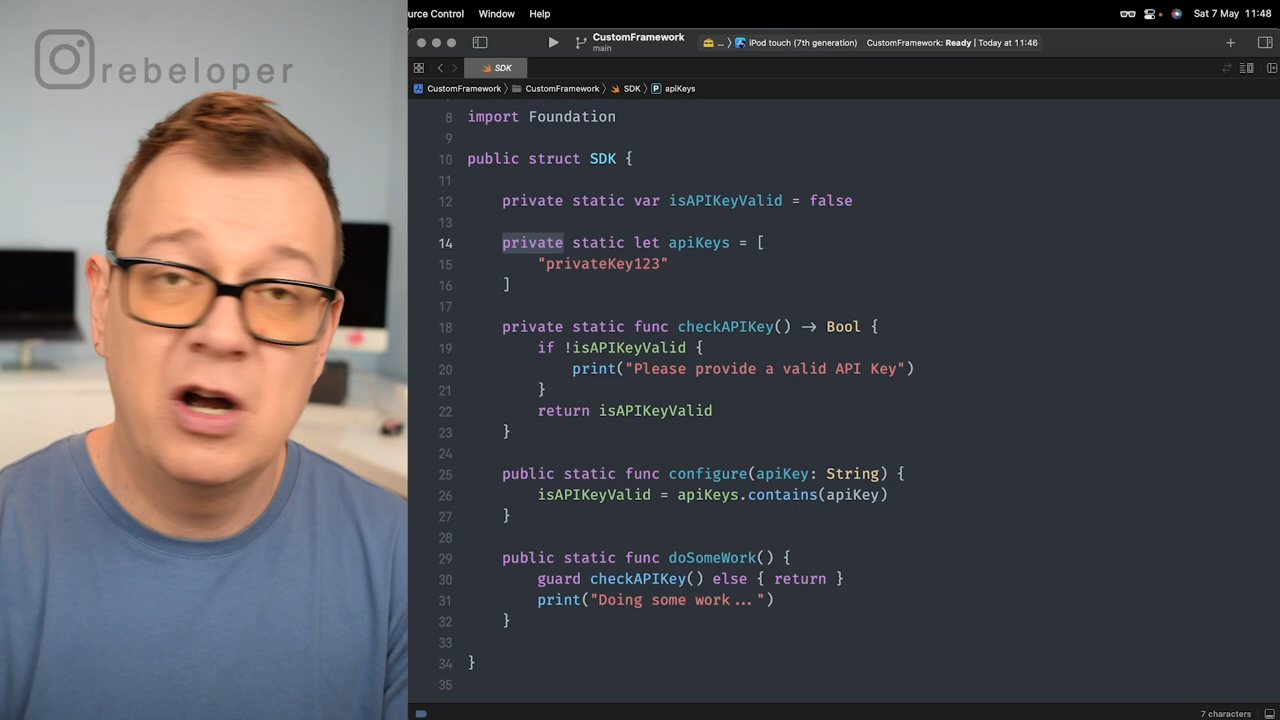 rebeloper
urce Control Window Help
Sat 7 May 11:48
CustomFramework
main
... iPod touch (7th generation)
CustomFramework: Ready | Today at 11:46
SDK
CustomFramework CustomFramework SDK P apiKeys
8 import Foundation
9
10 public struct SDK {
11
12 private static var isAPIKeyValid = false
13
14 private static let apiKeys = [
15 "privateKey123"
16 ]
17
18 private static func checkAPIKey() -> Bool {
19 if !isAPIKeyValid {
20 print("Please provide a valid API Key")
21 }
22 return isAPIKeyValid
23 }
24
25 public static func configure(apiKey: String) {
26 isAPIKeyValid = apiKeys.contains(apiKey)
27 }
28
29 public static func doSomeWork() {
30 guard checkAPIKey() else { return }
31 print("Doing some work...")
32 }
33
34 }
35
7 characters